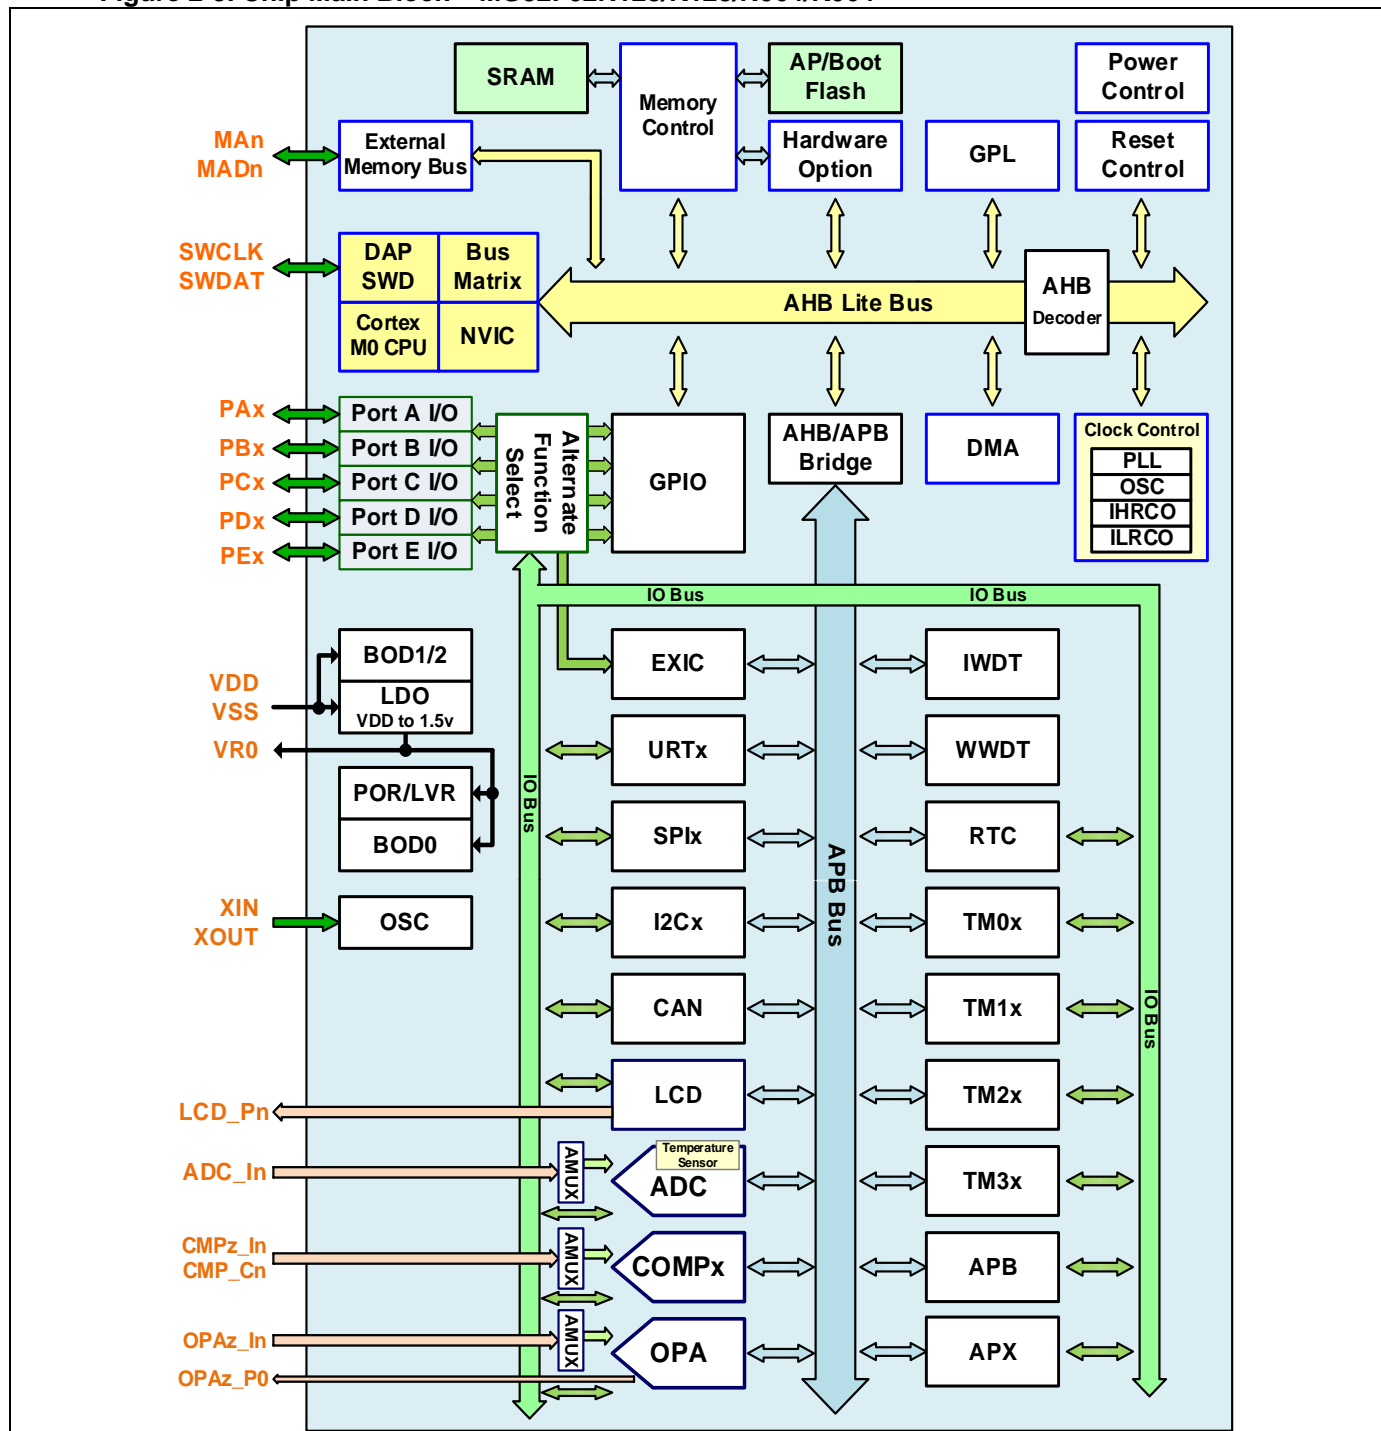 SRAM
Memory
Control
AP/Boot
Flash
Power
Control
MAn
MADn
External
Memory Bus
Hardware
Option
GPL
Reset
Control
SWCLK
SWDAT
DAP
SWD
Bus
Matrix
Cortex
M0 CPU
NVIC
AHB Lite Bus
AHB
Decoder
PAx
PBx
PCx
PDx
PEx
Port A I/O
Port B I/O
Port C I/O
Port D I/O
Port E I/O
Alternate
Function
Select
GPIO
AHB/APB
Bridge
DMA
Clock Control
PLL
OSC
IHRCO
ILRCO
IO Bus
IO Bus
VDD
VSS
VR0
BOD1/2
LDO
VDD to 1.5v
POR/LVR
BOD0
XIN
XOUT
OSC
IO Bus
EXIC
URTx
SPIx
I2Cx
CAN
LCD
Temperature
Sensor
ADC
COMPx
OPA
APB Bus
IWDT
WWDT
RTC
TM0x
TM1x
TM2x
TM3x
APB
APX
IO Bus
LCD_Pn
ADC_In
AMUX
CMPz_In
CMP_Cn
AMUX
OPAz_In
AMUX
OPAz_P0